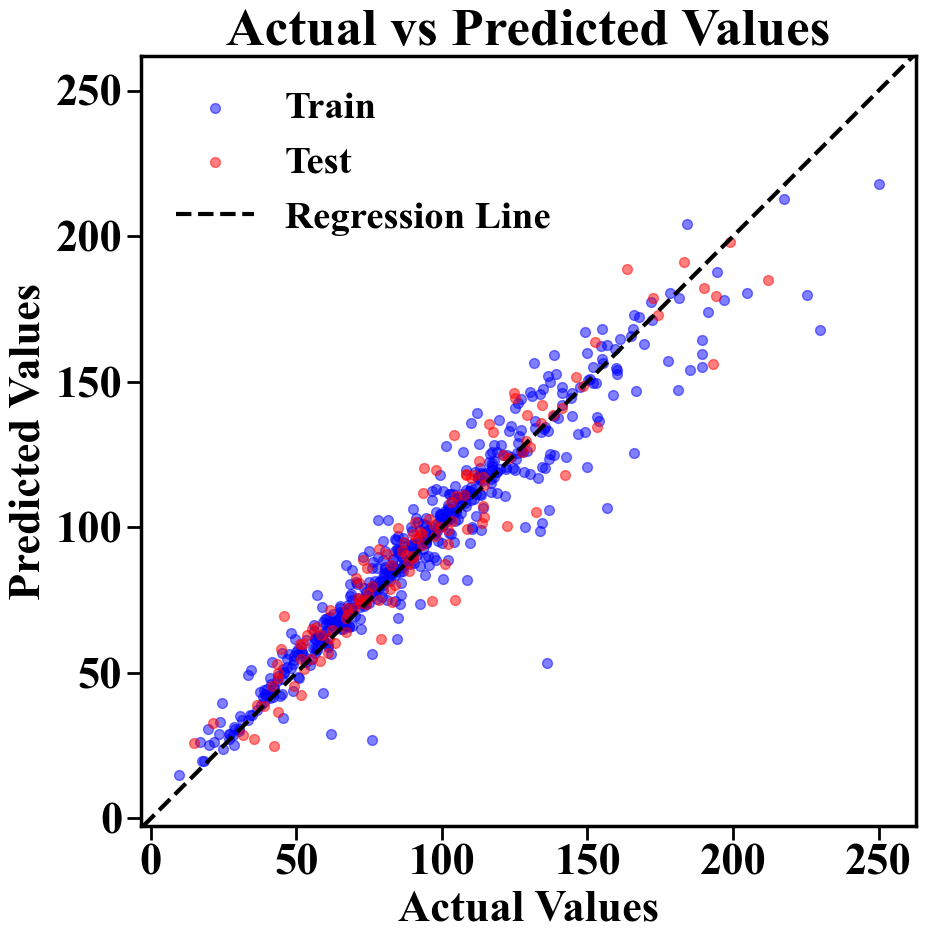 Actual vs Predicted Values
Train
Test
Regression Line
250
200
150
100
50
0
Predicted Values
0 50 100 150 200 250
Actual Values